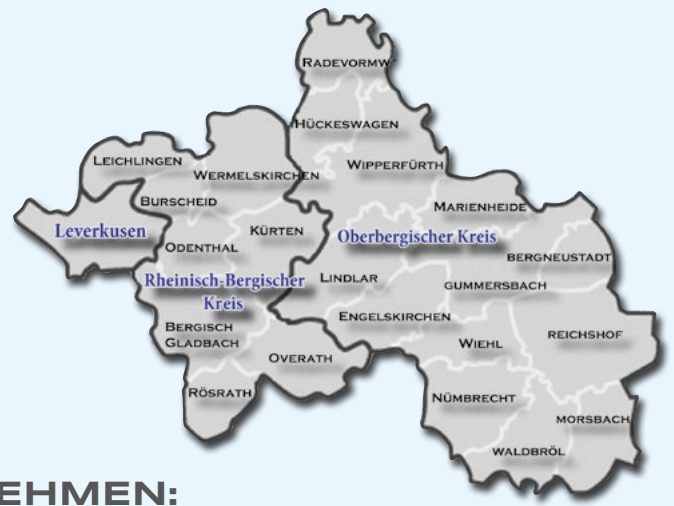 RADEVORMW
HÜCKESWAGEN
WIPPERFÜRTH
LEICHLINGEN
WERMELSKIRCHEN
BURSCHEID
MARIENHEIDE
Leverkusen
KÜRTEN
Oberbergischer Kreis
ODENTHAL
BERGNEUSTADT
Rheinisch-Bergischer
Kreis
LINDLAR
GUMMERSBACH
ENGELSKIRCHEN
BERGISCH
GLADBACH
WIEHL
REICHSHOF
OVERATH
RÖSRATH
NÜMBRECHT
MORSBACH
WALDBRÖL
EHMEN: